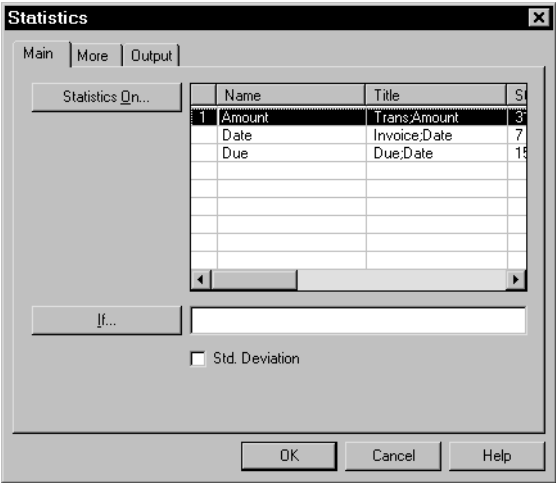 Statistics
Main More Output
Statistics On...
Name Title
1 Amount Trans;Amount
Date Invoice;Date 7
Due Due;Date
If...
Std. Deviation
OK Cancel Help